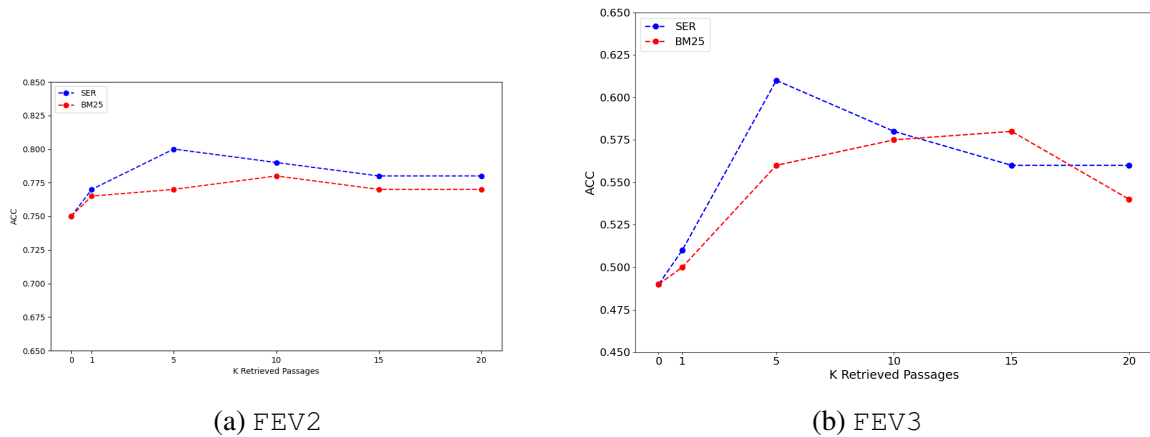 SER
BM25
0.850
0.825
0.800
0.775
0.750
0.725
0.700
0.675
0.650
ACC
0 1 5 10 15 20
K Retrieved Passages
(a) FEV2
SER
BM25
0.650
0.625
0.600
0.575
0.550
0.525
0.500
0.475
0.450
ACC
0 1 5 10 15 20
K Retrieved Passages
(b) FEV3